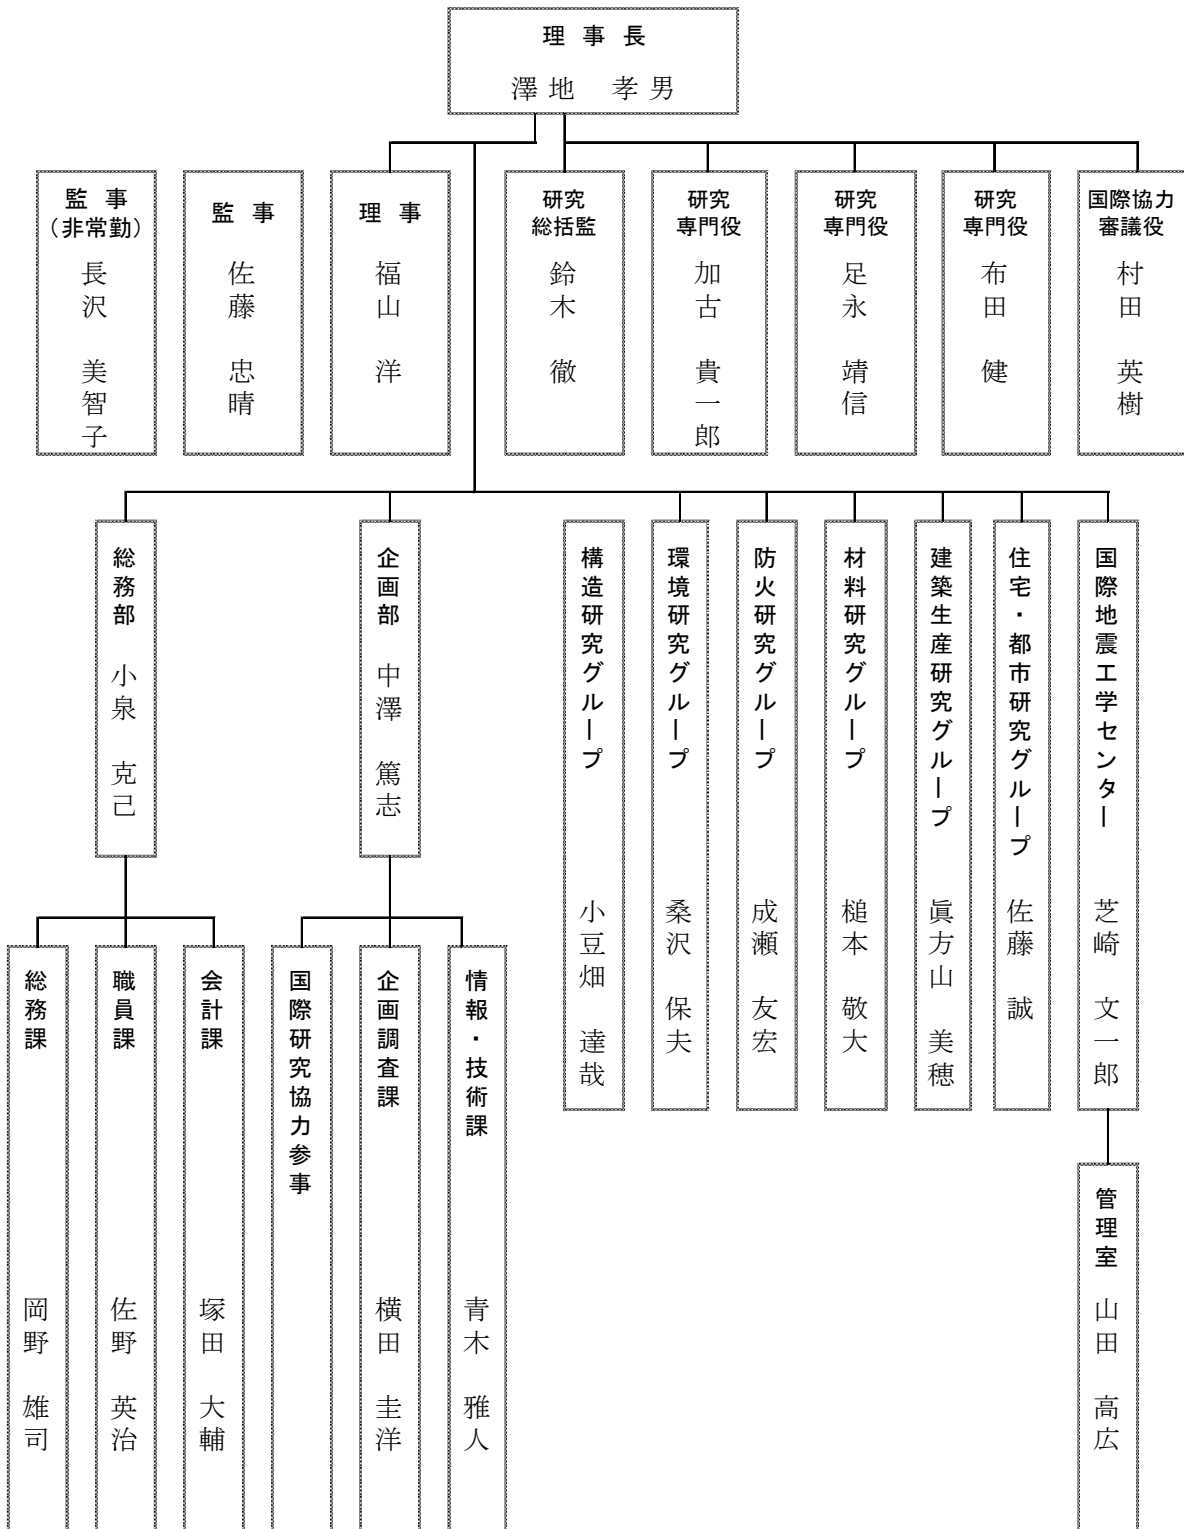 理 事 長
澤地 孝男
監 事
（非常勤）
長沢 美智子
監 事
佐藤 忠晴
理 事
福山 洋
研究
総括監
鈴木 徹
研究
専門役
加古 貴一郎
研究
専門役
足永 靖信
研究
専門役
布田 健
国際協力
審議役
村田 英樹
総務部 小泉 克己
企画部 中澤 篤志
構造研究グループ 小豆畑 達哉
環境研究グループ 桑沢 保夫
防火研究グループ 成瀬 友宏
材料研究グループ 槌本 敬大
建築生産研究グループ 眞方山 美穂
住宅・都市研究グループ 佐藤 誠
国際地震工学センター 芝崎 文一郎
総務課 岡野 雄司
職員課 佐野 英治
会計課 塚田 大輔
国際研究協力参事
企画調査課 横田 圭洋
情報・技術課 青木 雅人
管理室 山田 高広